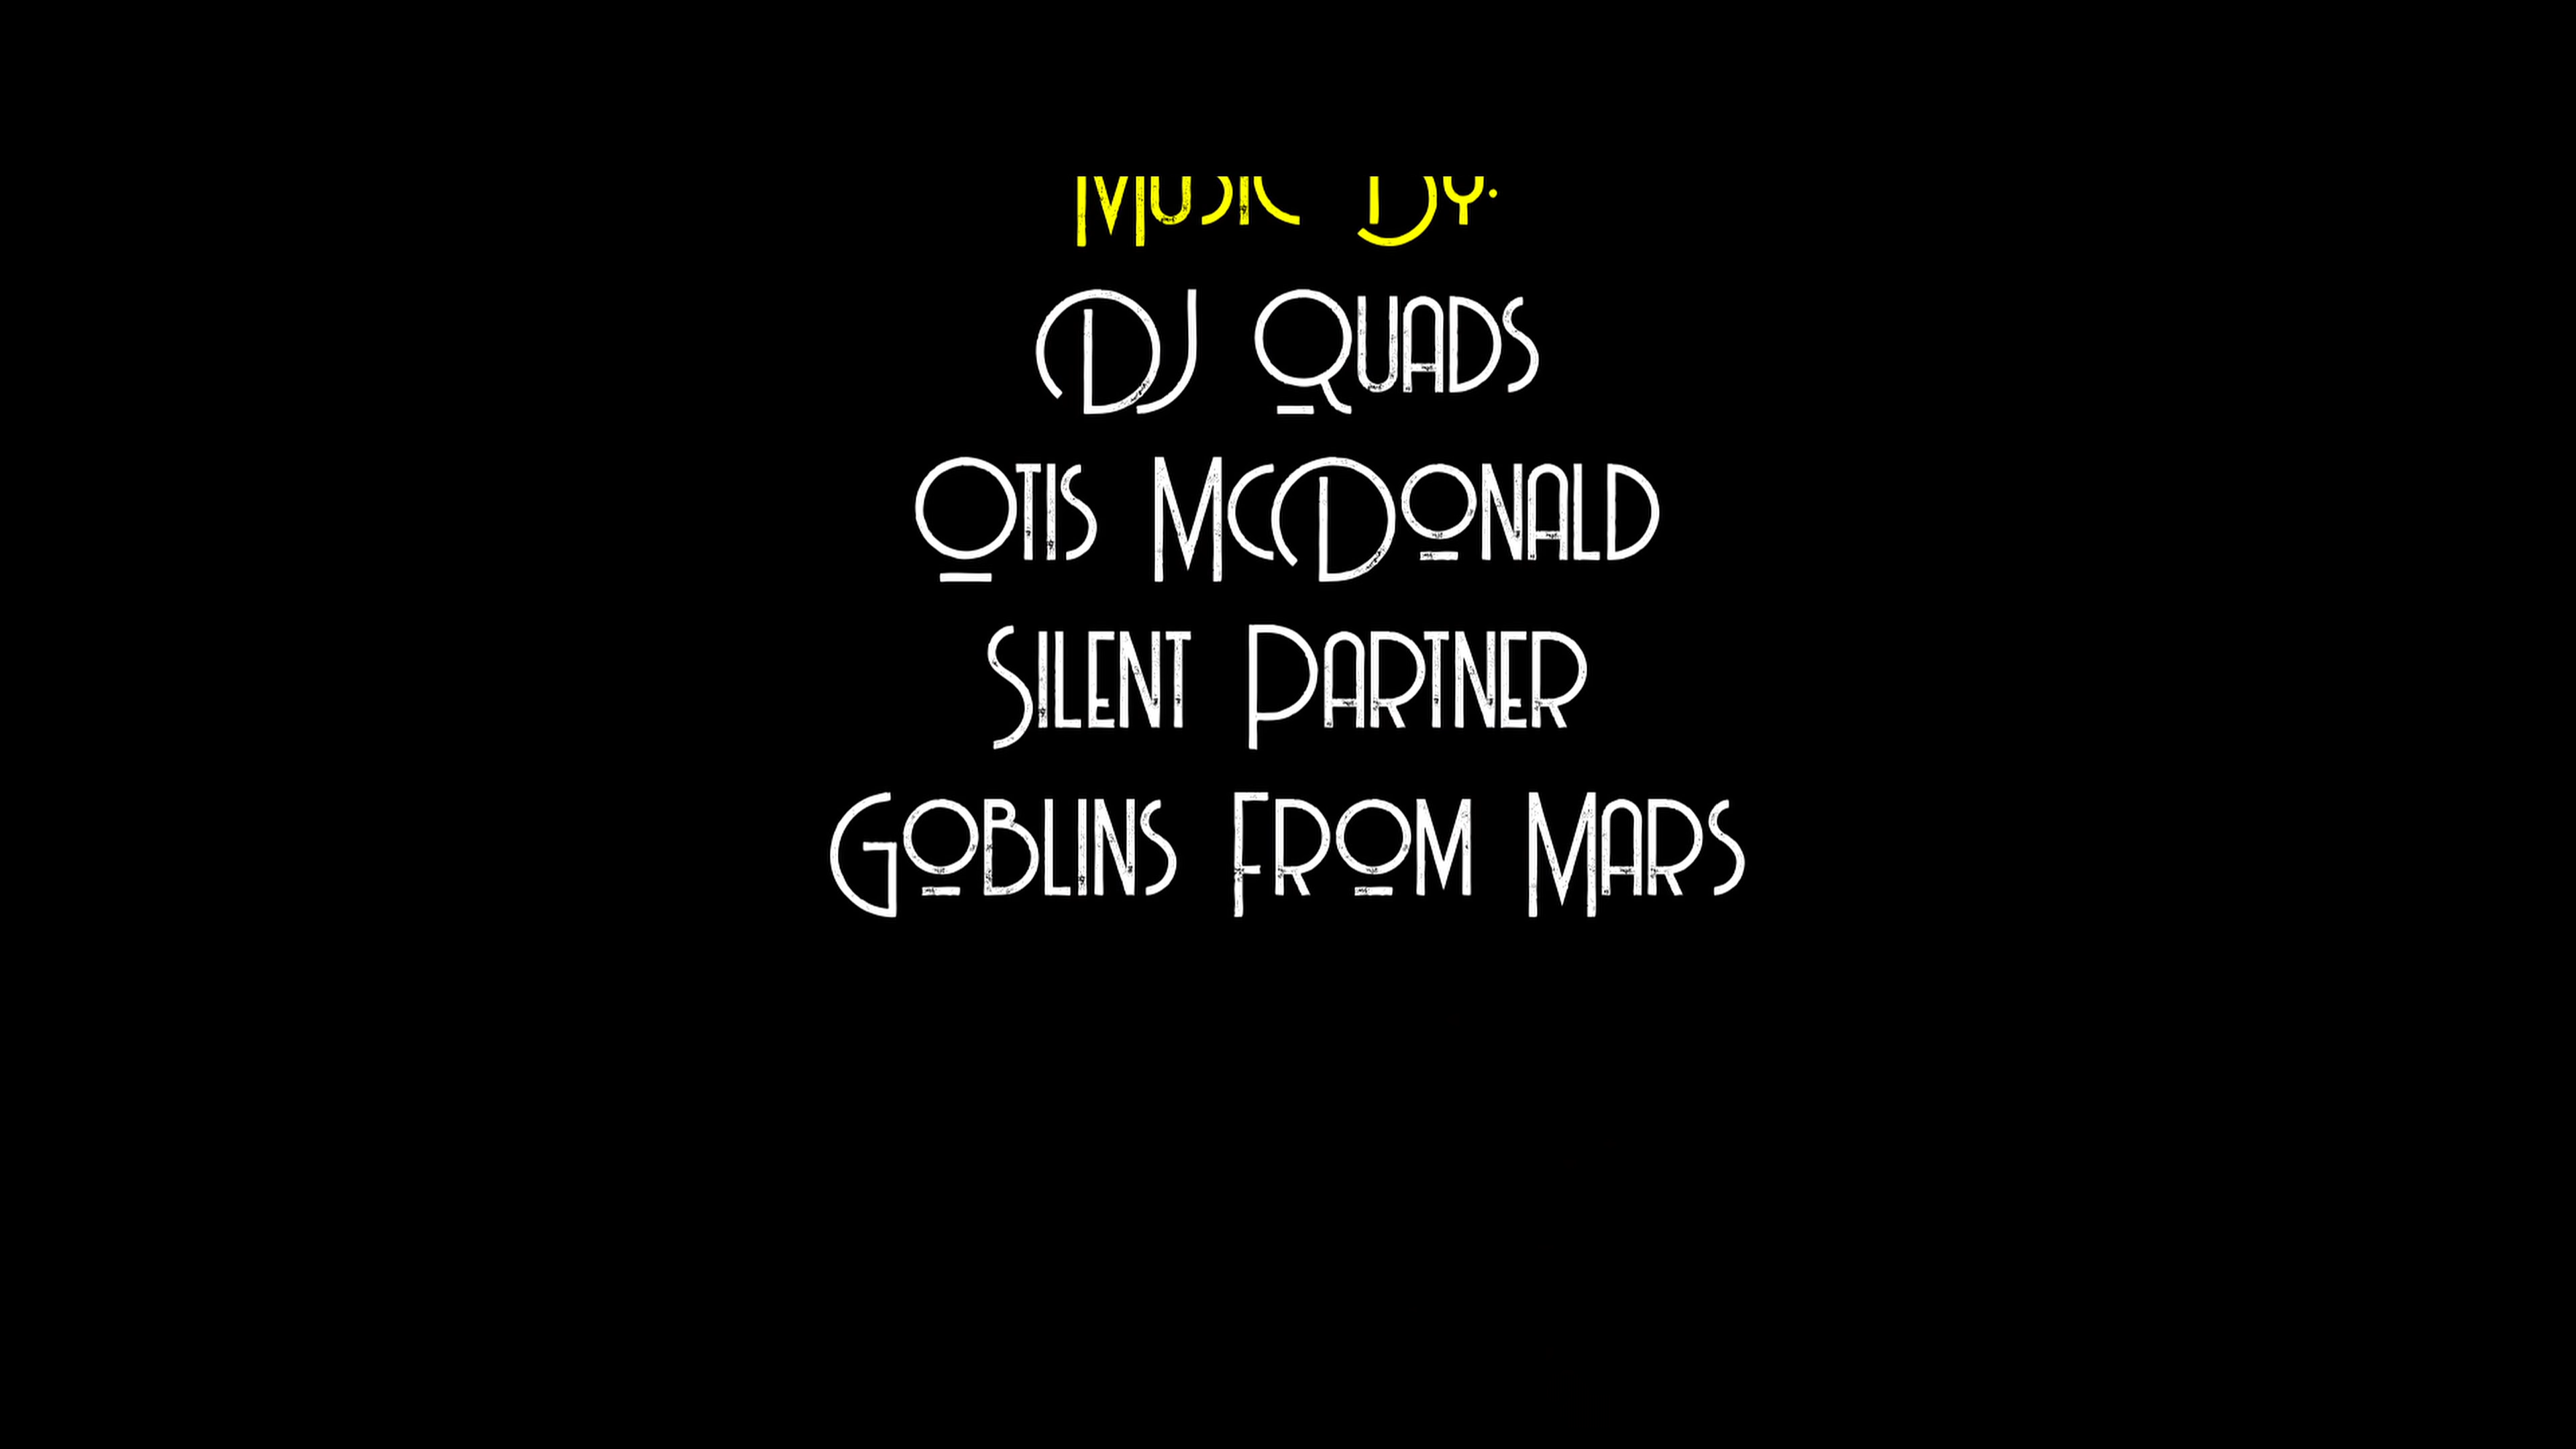 Music By:
DJ Quads
Otis McDonald
Silent Partner
Goblins From Mars